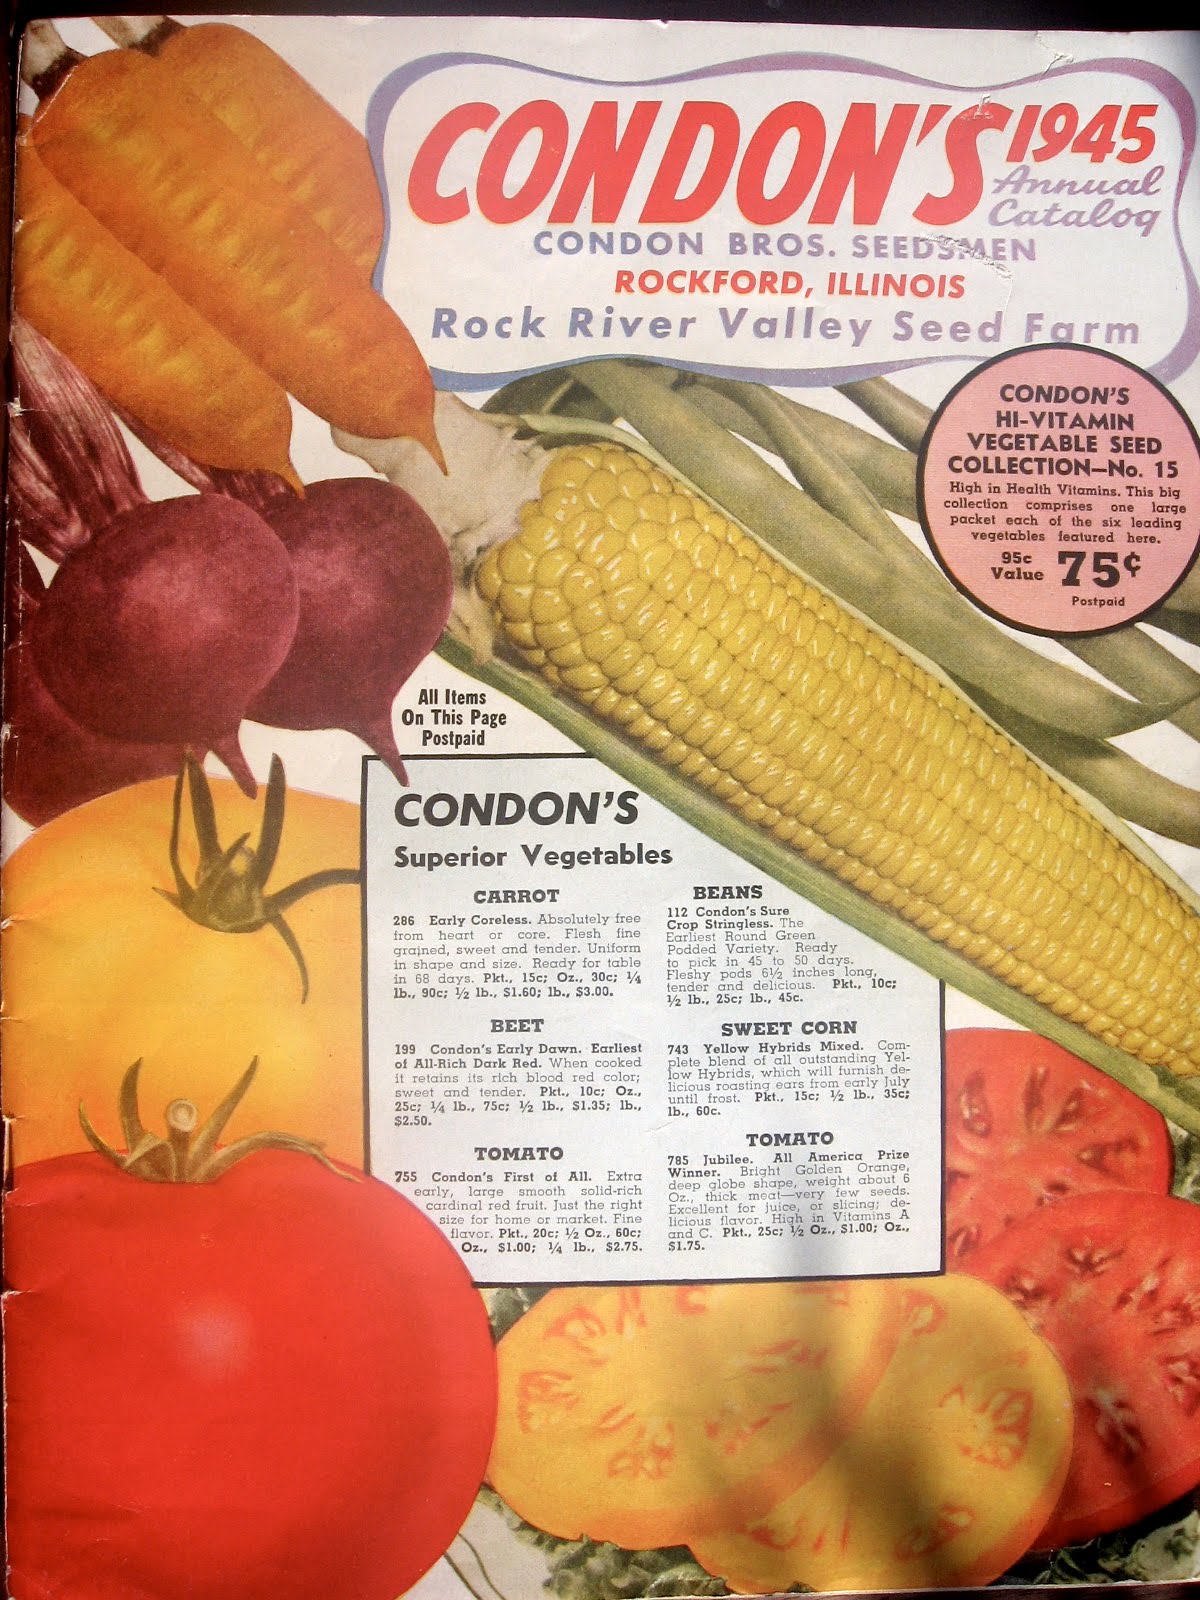 CONDON'S 1945
Annual
Catalog
CONDON BROS. SEEDSMEN
ROCKFORD, ILLINOIS
Rock River Valley Seed Farm
CONDON'S
HI-VITAMIN
VEGETABLE SEED
COLLECTION—No. 15
High in Health Vitamins. This big
collection comprises one large
packet each of the six leading
vegetables featured here.
95c
Value 75¢
Postpaid
All Items
On This Page
Postpaid
CONDON'S
Superior Vegetables
CARROT
286 Early Coreless. Absolutely free
from heart or core. Flesh fine
grained, sweet and tender. Uniform
in shape and size. Ready for table
in 68 days. Pkt., 15c; Oz., 30c; ¼
lb., 90c; ½ lb., $1.60; lb., $3.00.
BEET
199 Condon's Early Dawn. Earliest
of All-Rich Dark Red. When cooked
it retains its rich blood red color;
sweet and tender. Pkt., 10c; Oz.,
25c; ¼ lb., 75c; ½ lb., $1.35; lb.,
$2.50.
TOMATO
755 Condon's First of All. Extra
early, large smooth solid-rich
cardinal red fruit. Just the right
size for home or market. Fine
flavor. Pkt., 20c; ½ Oz., 60c;
Oz., $1.00; ¼ lb., $2.75.
BEANS
112 Condon's Sure
Crop Stringless. The
Earliest Round Green
Podded Variety. Ready
to pick in 45 to 50 days.
Fleshy pods 6½ inches long,
tender and delicious. Pkt., 10c;
½ lb., 25c; lb., 45c.
SWEET CORN
743 Yellow Hybrids Mixed. Com-
plete blend of all outstanding Yel-
low Hybrids, which will furnish de-
licious roasting ears from early July
until frost. Pkt., 15c; ½ lb., 35c;
lb., 60c.
TOMATO
785 Jubilee. All America Prize
Winner. Bright Golden Orange,
deep globe shape, weight about 6
Oz., thick meat—very few seeds.
Excellent for juice, or slicing; de-
licious flavor. High in Vitamins A
and C. Pkt., 25c; ½ Oz., $1.00; Oz.,
$1.75.